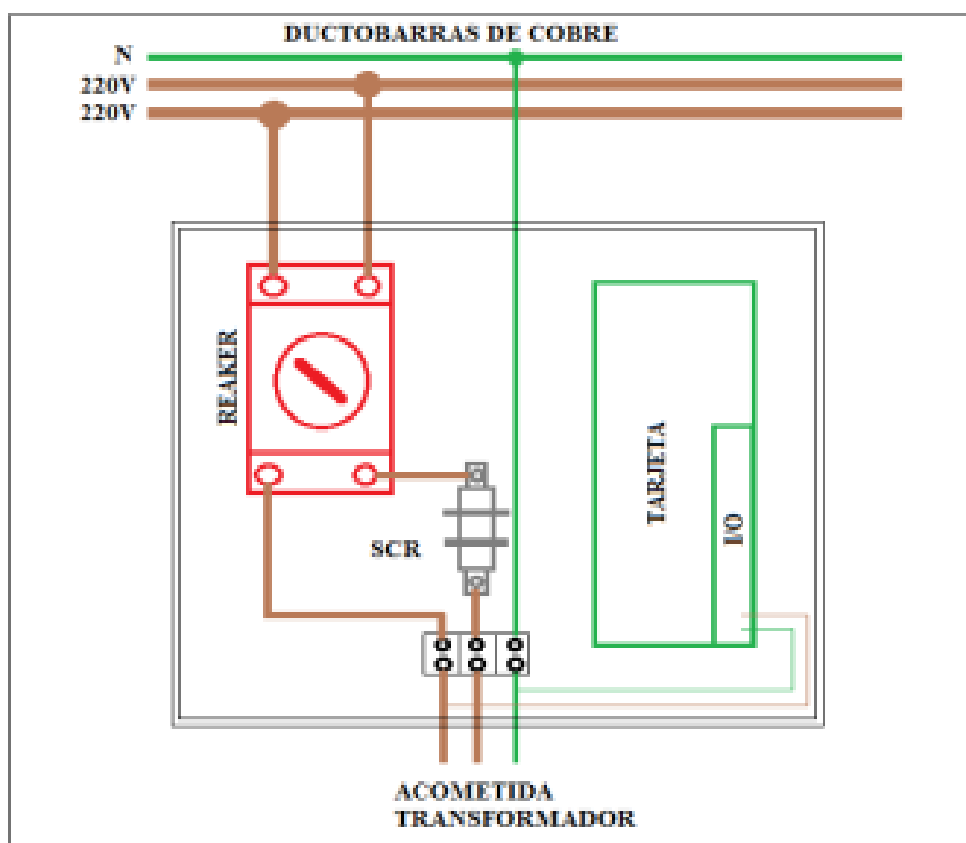 DUCTOBARRAS DE COBRE
N
220V
220V
REAKER
SCR
TARJETA
I/O
ACOMETIDA
TRANSFORMADOR